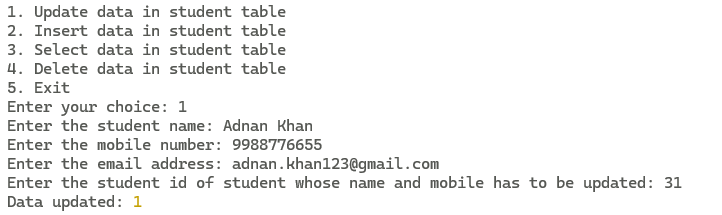 1. Update data in student table
2. Insert data in student table
3. Select data in student table
4. Delete data in student table
5. Exit
Enter your choice: 1
Enter the student name: Adnan Khan
Enter the mobile number: 9988776655
Enter the email address: adnan.khan123@gmail.com
Enter the student id of student whose name and mobile has to be updated: 31
Data updated: 1